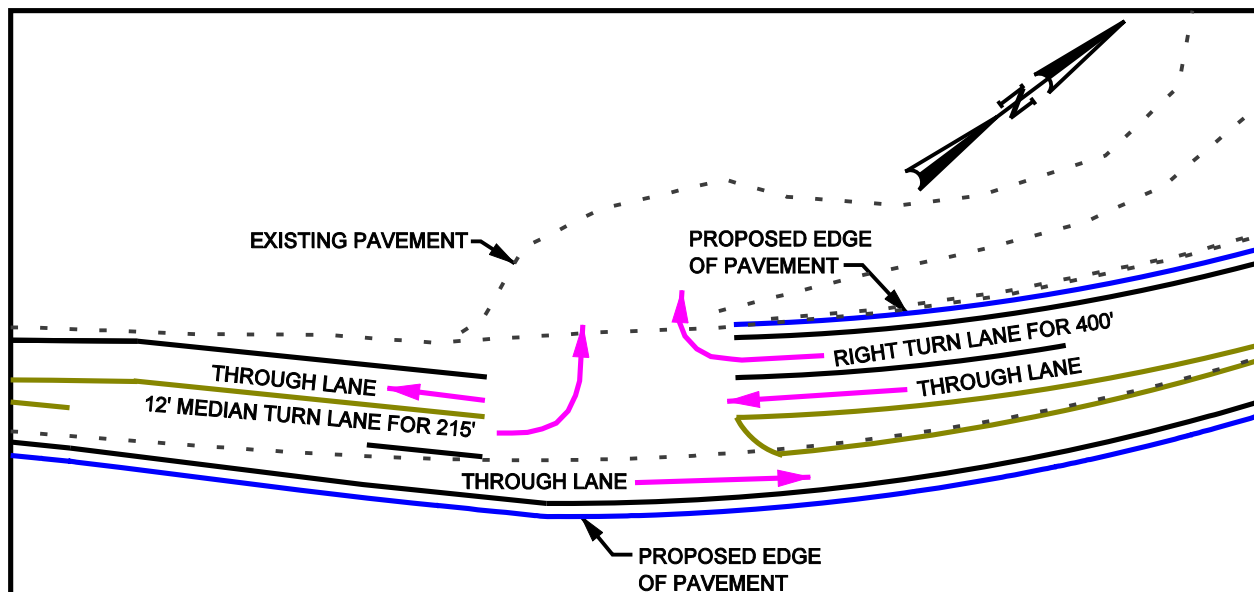 N
EXISTING PAVEMENT
PROPOSED EDGE
OF PAVEMENT
RIGHT TURN LANE FOR 400'
THROUGH LANE
THROUGH LANE
12' MEDIAN TURN LANE FOR 215'
THROUGH LANE
PROPOSED EDGE
OF PAVEMENT